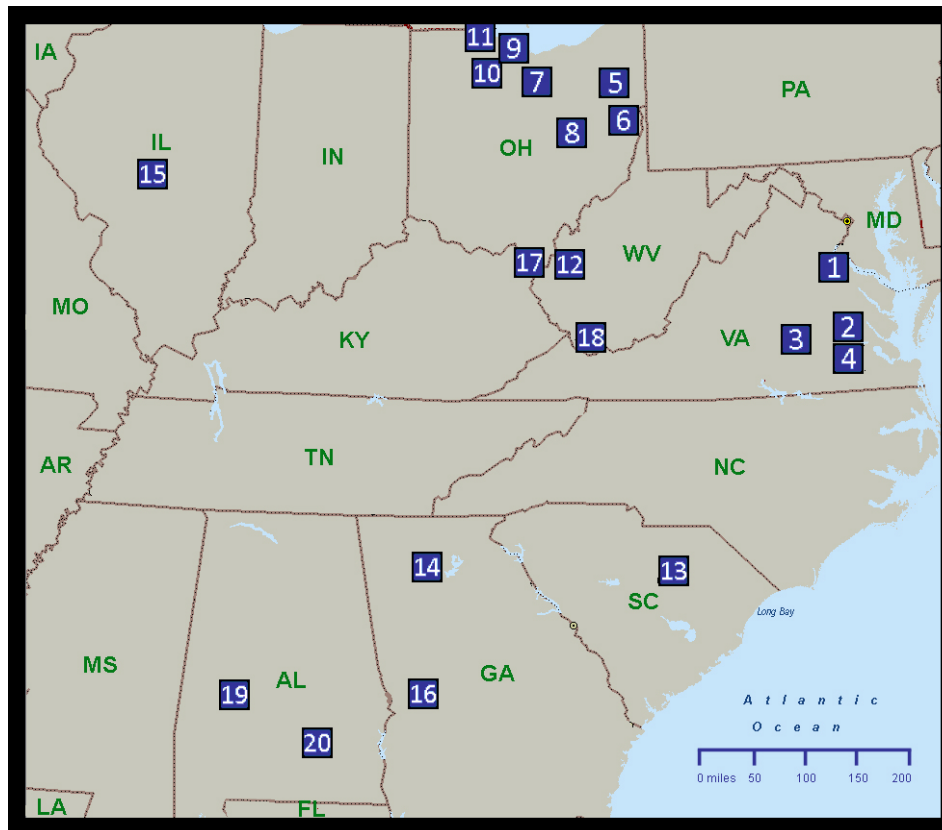 11
9
IA
10
7
5
PA
6
8
IL
IN
OH
15
MD
WV
17
12
1
MO
2
KY
18
VA
3
4
TN
AR
NC
14
13
SC
Long Bay
MS
GA
AL
19
16
Atlantic
Ocean
20
0 miles 50 100 150 200
LA
FL